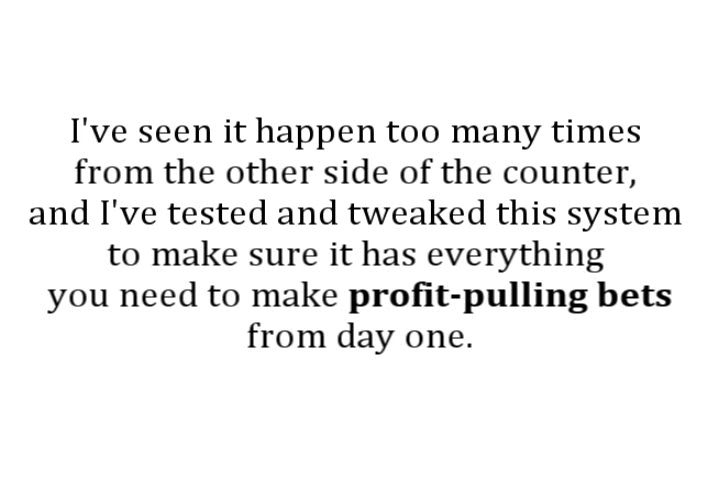 I've seen it happen too many times
from the other side of the counter,
and I've tested and tweaked this system
to make sure it has everything
you need to make profit-pulling bets
from day one.